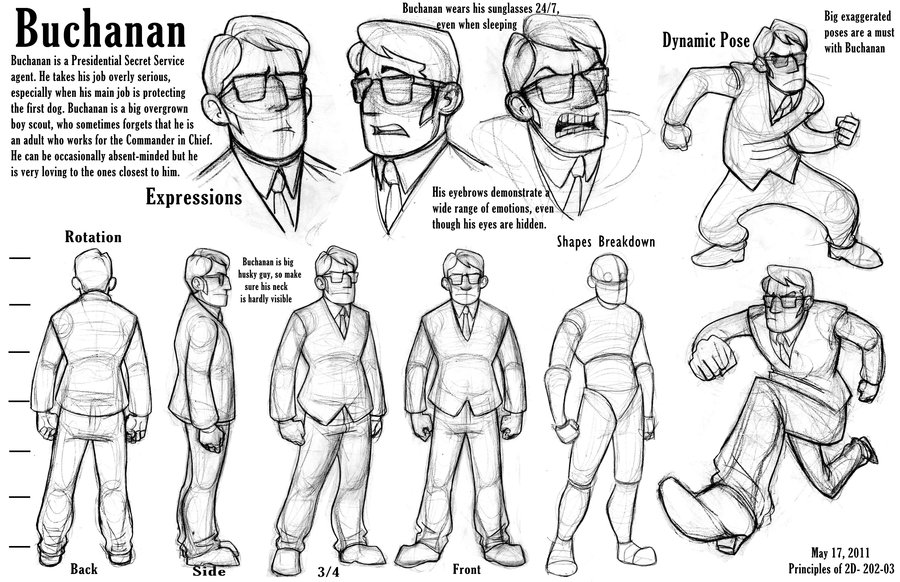 Buchanan
Buchanan is a Presidential Secret Service
agent. He takes his job overly serious,
especially when his main job is protecting
the first dog. Buchanan is a big overgrown
boy scout, who sometimes forgets that he is
an adult who works for the Commander in Chief.
He can be occasionally absent-minded but he
is very loving to the ones closest to him.
Expressions
Buchanan wears his sunglasses 24/7,
even when sleeping
His eyebrows demonstrate a
wide range of emotions, even
though his eyes are hidden.
Dynamic Pose
Big exaggerated
poses are a must
with Buchanan
Rotation
Buchanan is big
husky guy, so make
sure his neck
is hardly visible
Shapes Breakdown
Back
Side
3/4
Front
May 17, 2011
Principles of 2D- 202-03